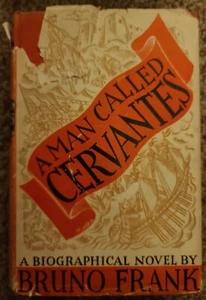 A MAN CALLED
CERVANTES
A BIOGRAPHICAL NOVEL BY
BRUNO FRANK